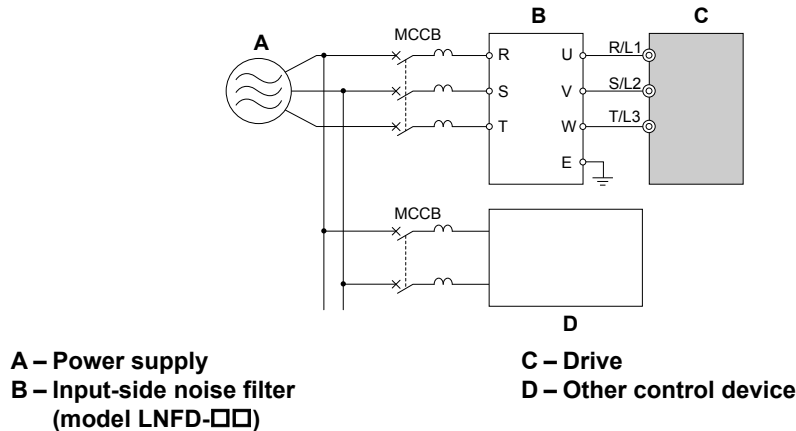 A
MCCB
B
C
R
U
R/L1
S
V
S/L2
T
W
T/L3
E
MCCB
D
A – Power supply
B – Input-side noise filter
(model LNFD-□□)
C – Drive
D – Other control device